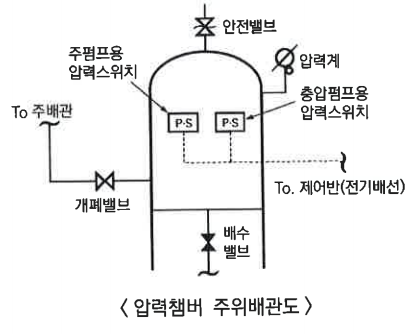 안전밸브
주펌프용
압력스위치
압력계
충압펌프용
압력스위치
To 주배관
P·S
P·S
To. 제어반(전기배선)
개폐밸브
배수
밸브
〈 압력챔버 주위배관도 〉